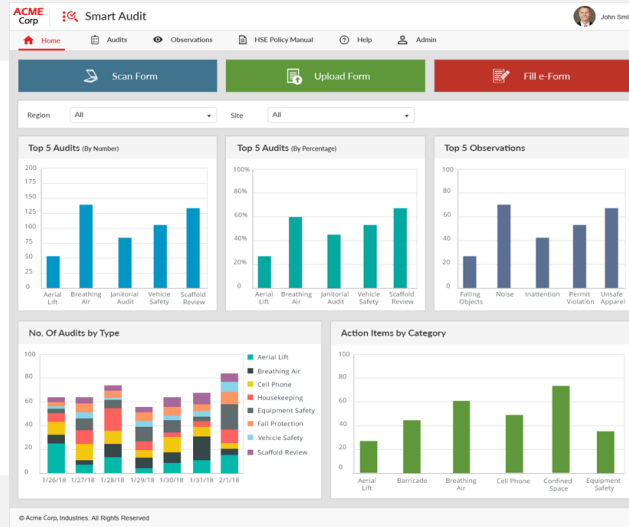 ACME
Corp
Smart Audit
John Smi
Home
Audits
Observations
HSE Policy Manual
Help
Admin
Scan Form
Upload Form
Fill e-Form
Region
All
Site
All
Top 5 Audits (By Number)
200
175
150
125
100
75
50
25
0
Aerial Lift
Breathing Air
Janitorial Audit
Vehicle Safety
Scaffold Review
Top 5 Audits (By Percentage)
100%
80%
60%
40%
20%
0
Aerial Lift
Breathing Air
Janitorial Audit
Vehicle Safety
Scaffold Review
Top 5 Observations
100
80
60
40
20
0
Falling Objects
Noise
Inattention
Permit Violation
Unsafe Apparel
No. Of Audits by Type
100
80
60
40
20
0
1/26/18
1/27/18
1/28/18
1/29/18
1/30/18
1/31/18
2/1/18
Aerial Lift
Breathing Air
Cell Phone
Housekeeping
Equipment Safety
Fall Protection
Vehicle Safety
Scaffold Review
Action Items by Category
100
80
60
40
20
0
Aerial Lift
Barricade
Breathing Air
Cell Phone
Confined Space
Equipment Safety
© Acme Corp, Industries. All Rights Reserved